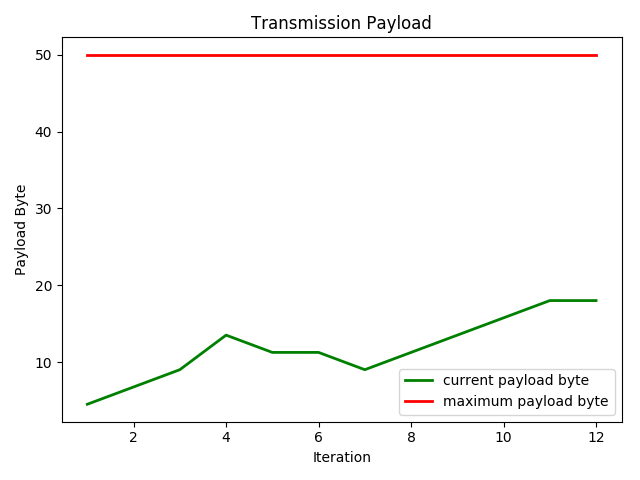 Transmission Payload
50
40
30
20
10
Payload Byte
2 4 6 8 10 12
Iteration
current payload byte
maximum payload byte